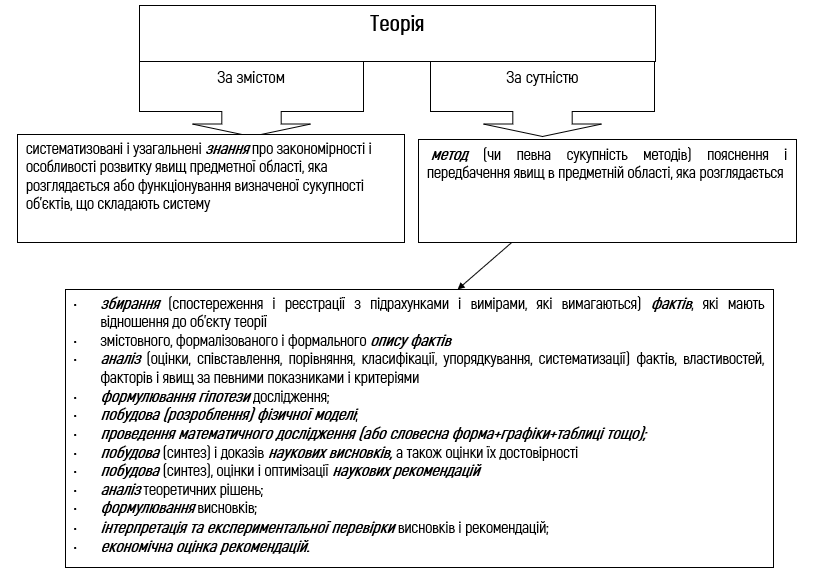 Теорія
За змістом
За сутністю
систематизовані і узагальнені знання про закономірності і
особливості розвитку явищ предметної області, яка
розглядається або функціонування визначеної сукупності
об'єктів, що складають систему
метод (чи певна сукупність методів) пояснення і
передбачення явищ в предметній області, яка розглядається
· збирання (спостереження і реєстрації з підрахунками і вимірами, які вимагаються) фактів, які мають
відношення до об'єкту теорії
· змістовного, формалізованого і формального опису фактів
· аналіз (оцінки, співставлення, порівняння, класифікації, упорядкування, систематизації) фактів, властивостей,
факторів і явищ за певними показниками і критеріями
· формулювання гіпотези дослідження;
· побудова (розроблення) фізичної моделі;
· проведення математичного дослідження (або словесна форма+графіки+таблиці тощо);
· побудова (синтез) і доказів наукових висновків, а також оцінки їх достовірності
· побудова (синтез), оцінки і оптимізації наукових рекомендацій
· аналіз теоретичних рішень;
· формулювання висновків;
· інтерпретація та експериментальної перевірки висновків і рекомендацій;
· економічна оцінка рекомендацій.